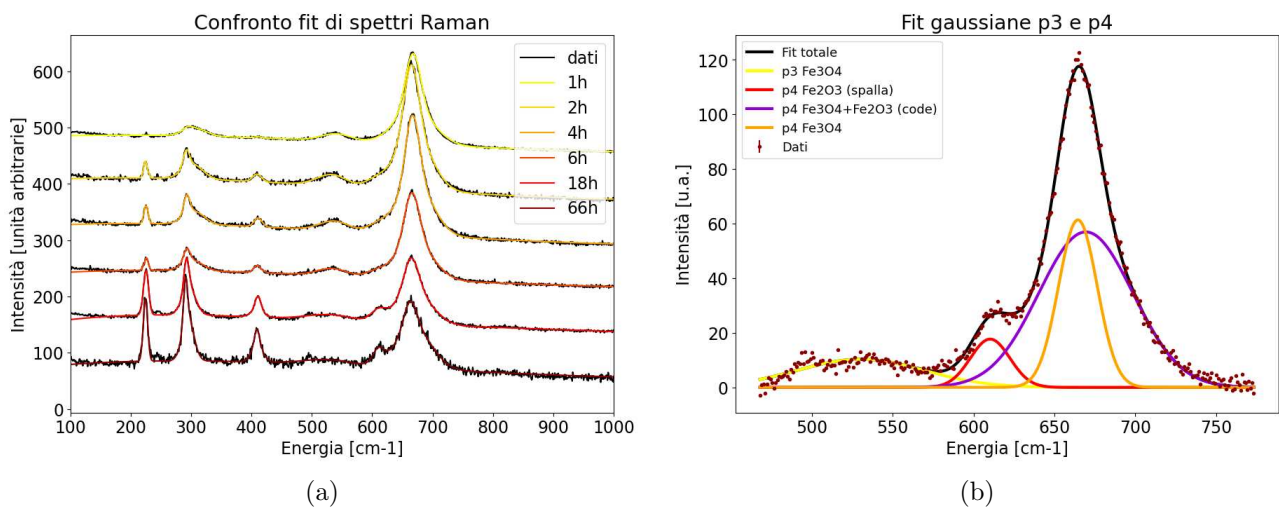 Confronto fit di spettri Raman
Intensità [unità arbitrarie]
600
500
400
300
200
100
0
dati
1h
2h
4h
6h
18h
66h
100 200 300 400 500 600 700 800 900 1000
Energia [cm-1]
(a)
Fit gaussiane p3 e p4
Intensità [u.a.]
120
100
80
60
40
20
0
Fit totale
p3 Fe3O4
p4 Fe2O3 (spalla)
p4 Fe3O4+Fe2O3 (code)
p4 Fe3O4
Dati
500 550 600 650 700 750
Energia [cm-1]
(b)